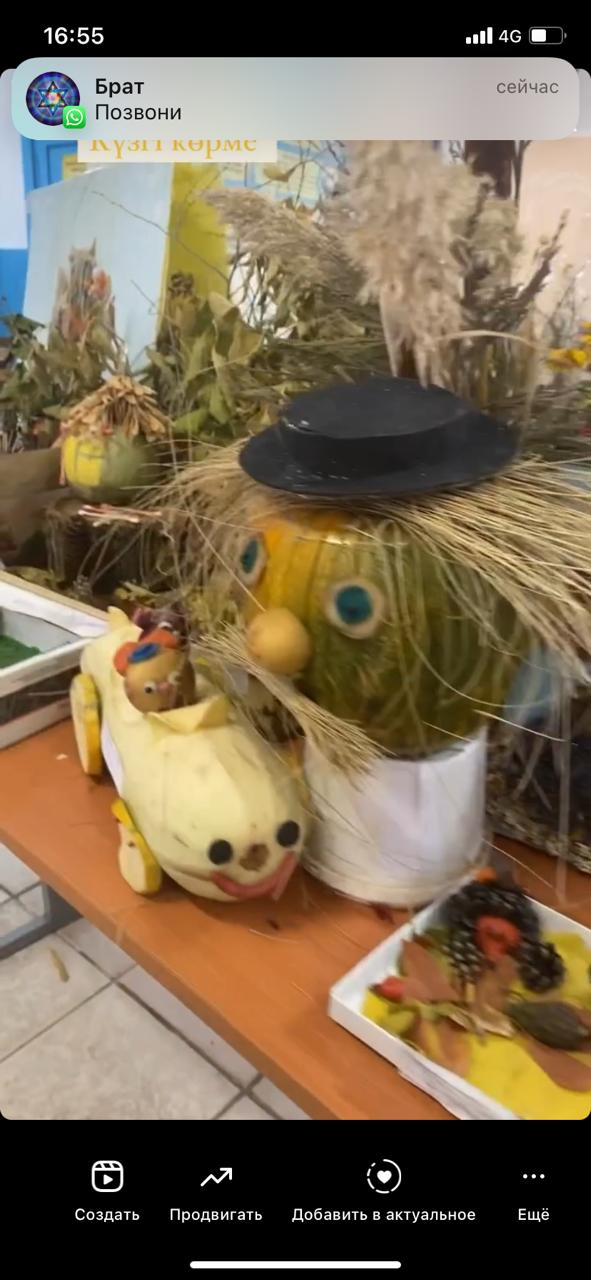 16:55
4G
Брат
сейчас
Позвони
Күзгі көрме
Создать
Продвигать
Добавить в актуальное
Ещё